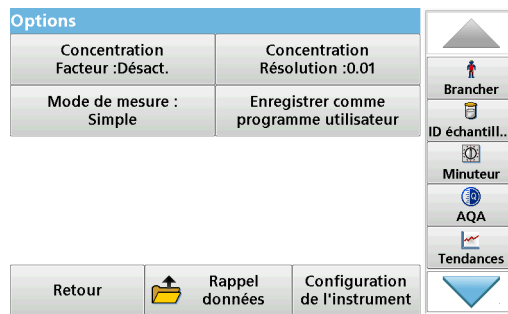 Options
Concentration
Facteur :Désact.
Concentration
Résolution :0.01
Mode de mesure :
Simple
Enregistrer comme
programme utilisateur
Brancher
ID échantill..
Minuteur
AQA
Tendances
Retour
Rappel
données
Configuration
de l'instrument